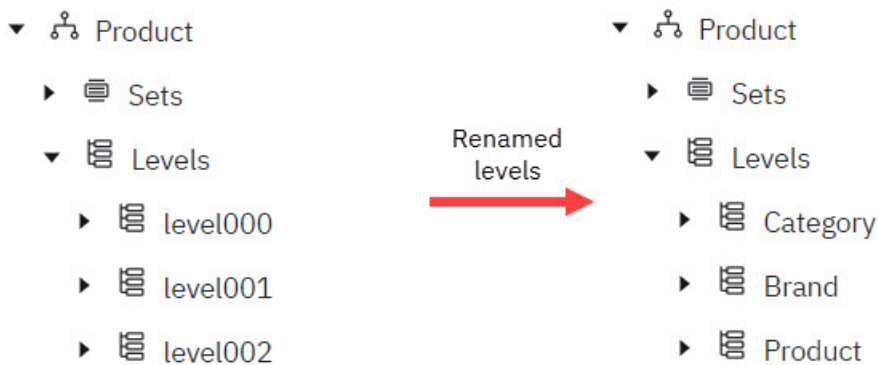 Product
Sets
Levels
level000
level001
level002
Renamed
levels
Product
Sets
Levels
Category
Brand
Product